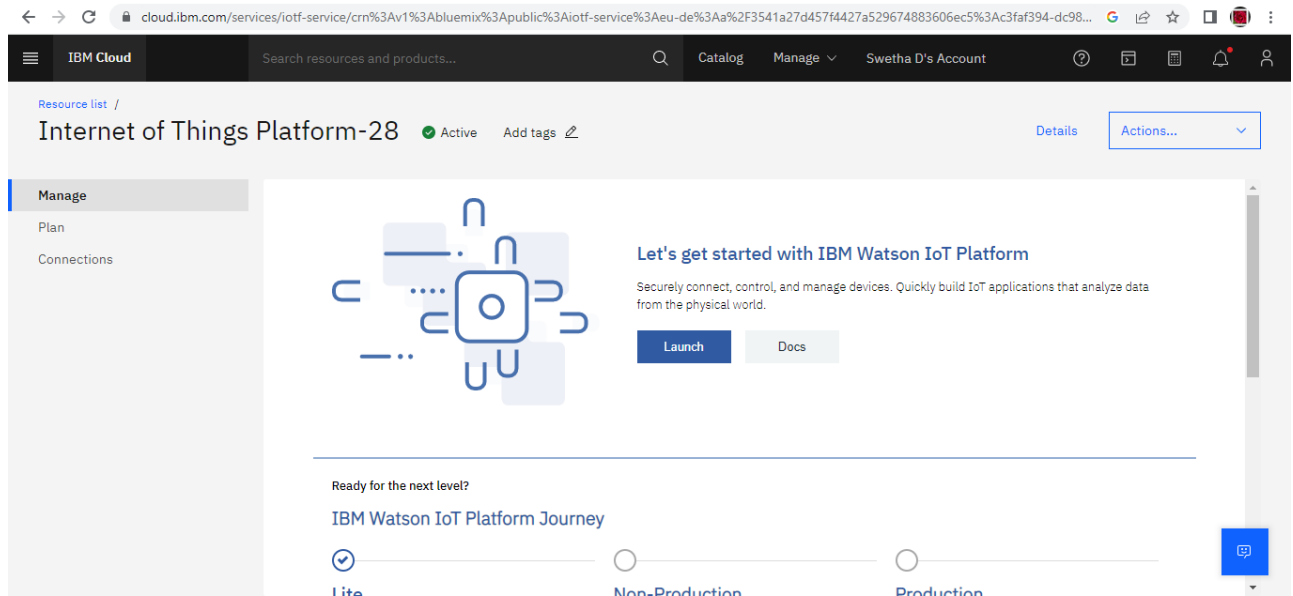 cloud.ibm.com/services/iotf-service/crn%3Av1%3Abluemix%3Apublic%3Aiotf-service%3Aeu-de%3Aa%2F3541a27d457f4427a529674883606ec5%3Ac3faf394-dc98...
IBM Cloud Search resources and products... Catalog Manage Swetha D's Account
Resource list /
Internet of Things Platform-28 Active Add tags Details Actions...
Manage
Plan
Connections
Let's get started with IBM Watson IoT Platform
Securely connect, control, and manage devices. Quickly build IoT applications that analyze data
from the physical world.
Launch Docs
Ready for the next level?
IBM Watson IoT Platform Journey
Lite Non-Production Production